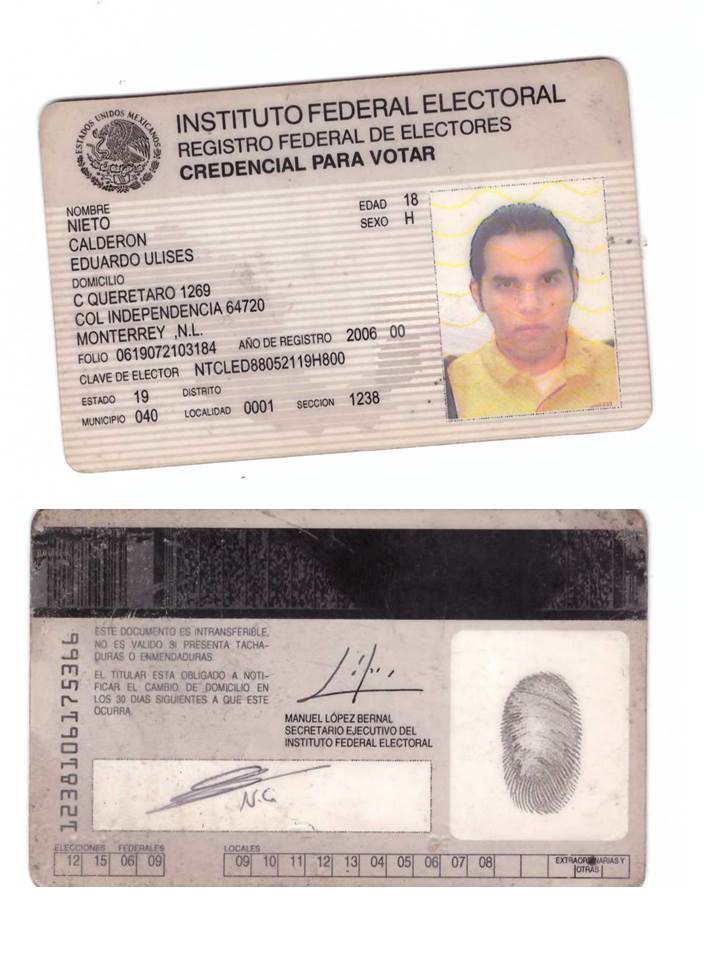 ESTADOS UNIDOS MEXICANOS
INSTITUTO FEDERAL ELECTORAL
REGISTRO FEDERAL DE ELECTORES
CREDENCIAL PARA VOTAR
NOMBRE
NIETO
CALDERON
EDUARDO ULISES
EDAD 18
SEXO H
DOMICILIO
C QUERETARO 1269
COL INDEPENDENCIA 64720
MONTERREY ,N.L.
FOLIO 0619072103184 AÑO DE REGISTRO 2006 00
CLAVE DE ELECTOR NTCLED88052119H800
ESTADO 19 DISTRITO
MUNICIPIO 040 LOCALIDAD 0001 SECCION 1238
ESTE DOCUMENTO ES INTRANSFERIBLE,
NO ES VALIDO SI PRESENTA TACHA-
DURAS O ENMENDADURAS.
EL TITULAR ESTA OBLIGADO A NOTI-
FICAR EL CAMBIO DE DOMICILIO EN
LOS 30 DIAS SIGUIENTES A QUE ESTE
OCURRA
1238106175366
MANUEL LÓPEZ BERNAL
SECRETARIO EJECUTIVO DEL
INSTITUTO FEDERAL ELECTORAL
N.C.
ELECCIONES FEDERALES
12 15 06 09
LOCALES
09 10 11 12 13 04 05 06 07 08
EXTRAORDINARIAS Y
OTRAS